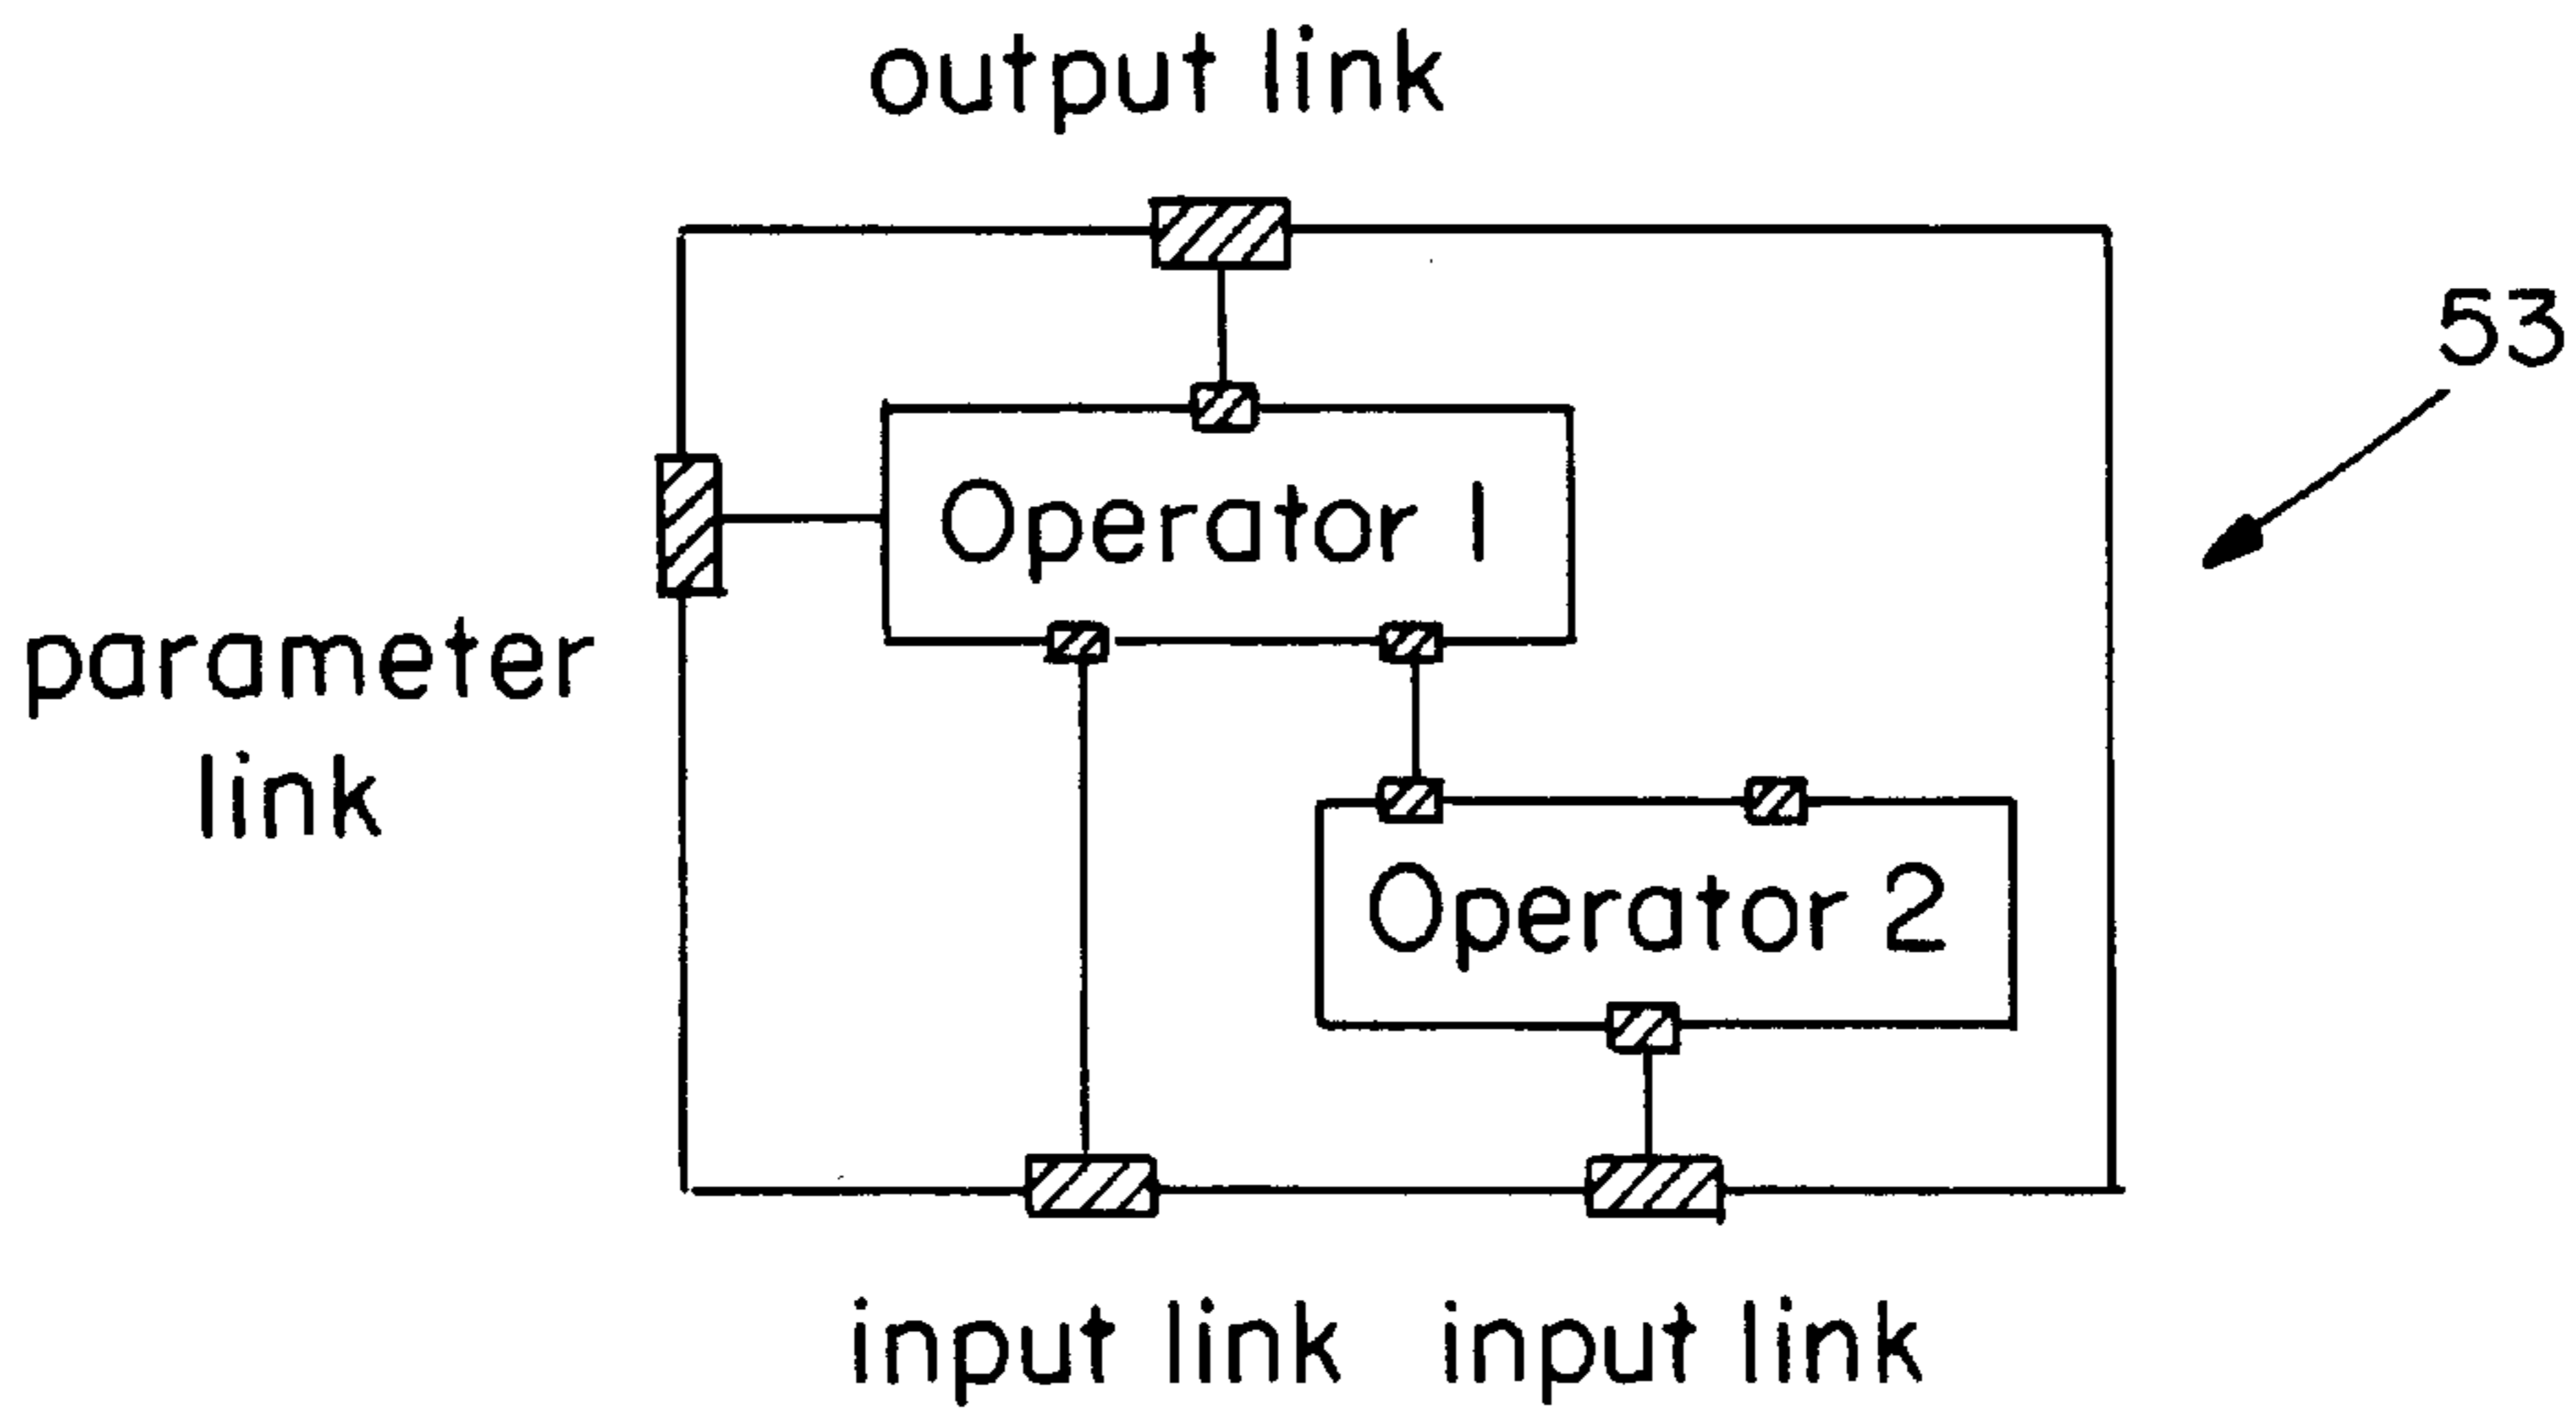 output link
53
Operator 1
parameter
link
Operator 2
input link input link